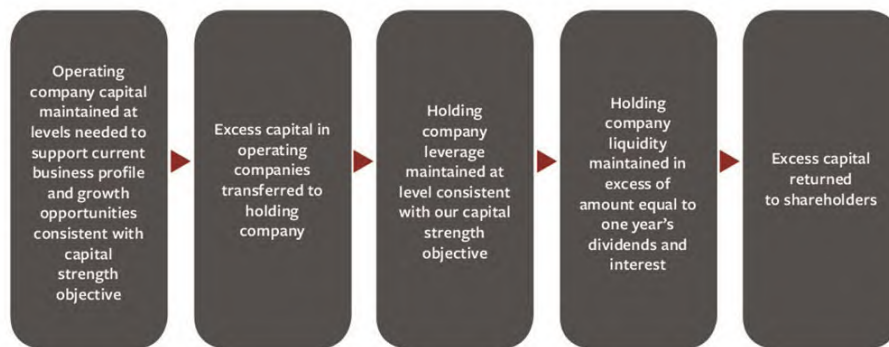 Operating
company capital
maintained at
levels needed to
support current
business profile
and growth
opportunities
consistent with
capital
strength
objective
Excess capital in
operating
companies
transferred to
holding
company
Holding
company
leverage
maintained at
level consistent
with our capital
strength
objective
Holding
company
liquidity
maintained in
excess of
amount equal to
one year's
dividends and
interest
Excess capital
returned
to shareholders